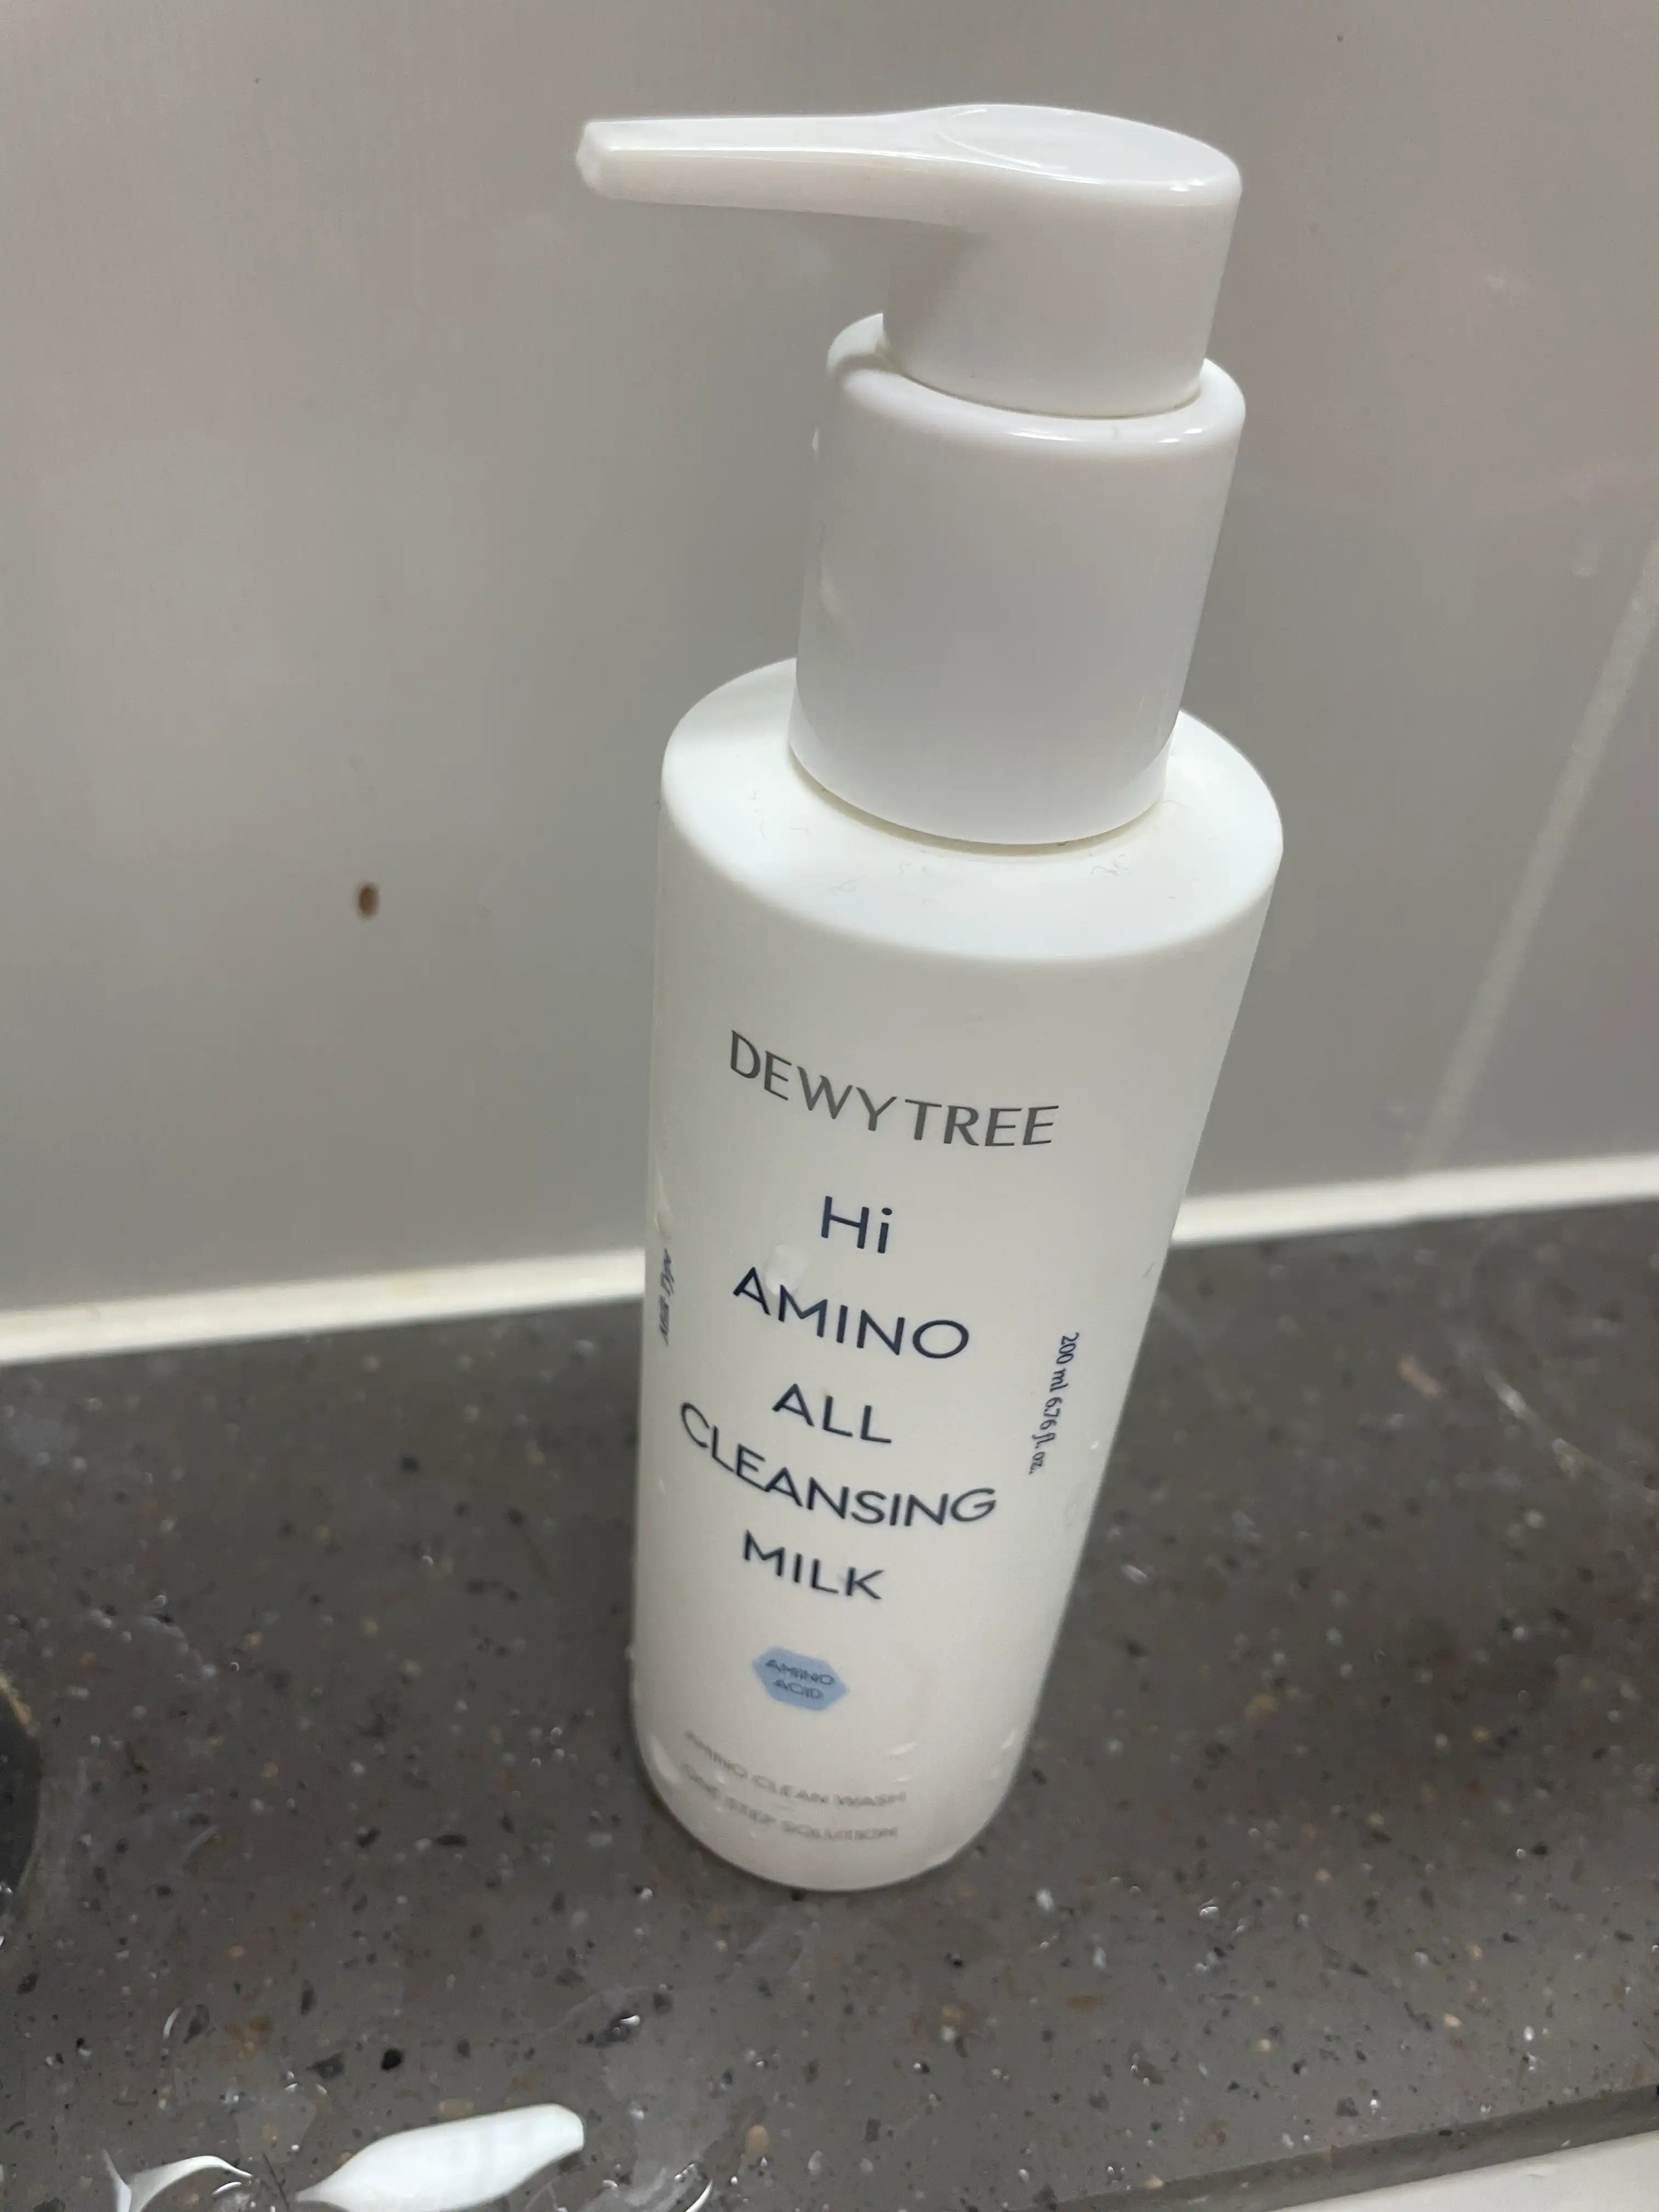 DEWYTREE
Hi
AMINO
ALL
CLEANSING
MILK
200 ml 6.76 fl. oz.
AMINO
ACID
AMINO CLEAN WASH
ONE STEP SOLUTION